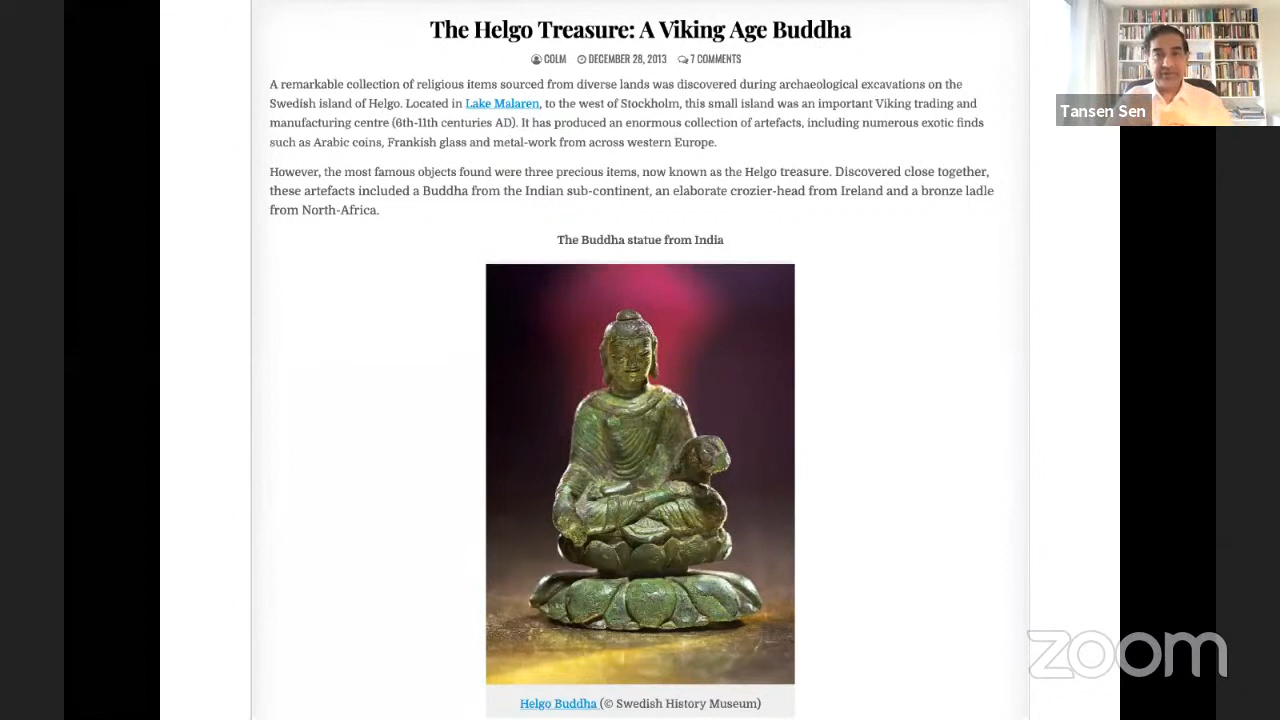 The Helgo Treasure: A Viking Age Buddha
COLM DECEMBER 28, 2013 7 COMMENTS
A remarkable collection of religious items sourced from diverse lands was discovered during archaeological excavations on the
Swedish island of Helgo. Located in Lake Malaren, to the west of Stockholm, this small island was an important Viking trading and
manufacturing centre (6th-11th centuries AD). It has produced an enormous collection of artefacts, including numerous exotic finds
such as Arabic coins, Frankish glass and metal-work from across western Europe.
However, the most famous objects found were three precious items, now known as the Helgo treasure. Discovered close together,
these artefacts included a Buddha from the Indian sub-continent, an elaborate crozier-head from Ireland and a bronze ladle
from North-Africa.
The Buddha statue from India
Helgo Buddha (© Swedish History Museum)
Tansen Sen
zoom